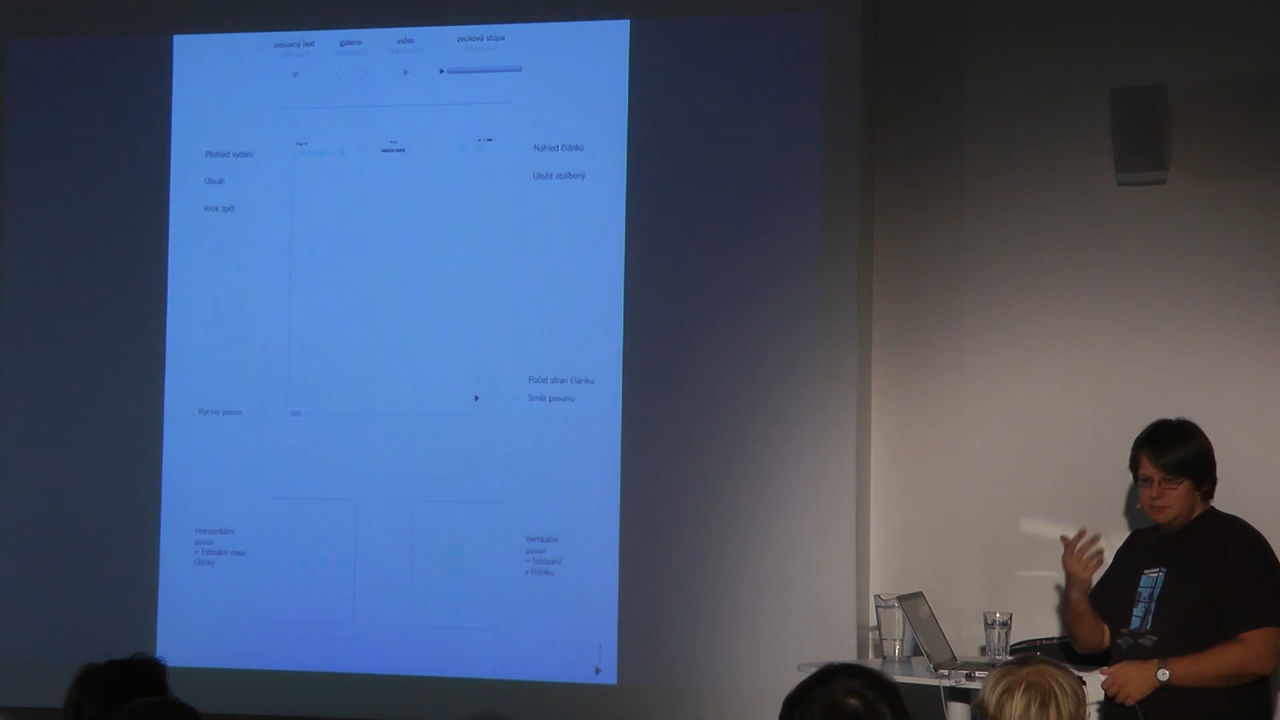 posuvný text
galerie
video
zvuková stopa
Přehled vydání
Náhled článků
Obsah
Uložit oblíbený
Krok zpět
Počet stran článku
Směr posunu
Rychlý posun
Horizontální
posun
= listování mezi
články
Vertikální
posun
= listování
v článku